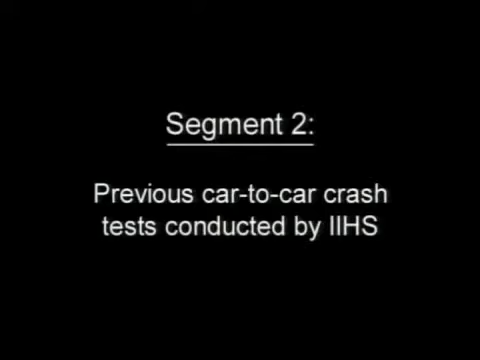 Segment 2:
Previous car-to-car crash
tests conducted by IIHS